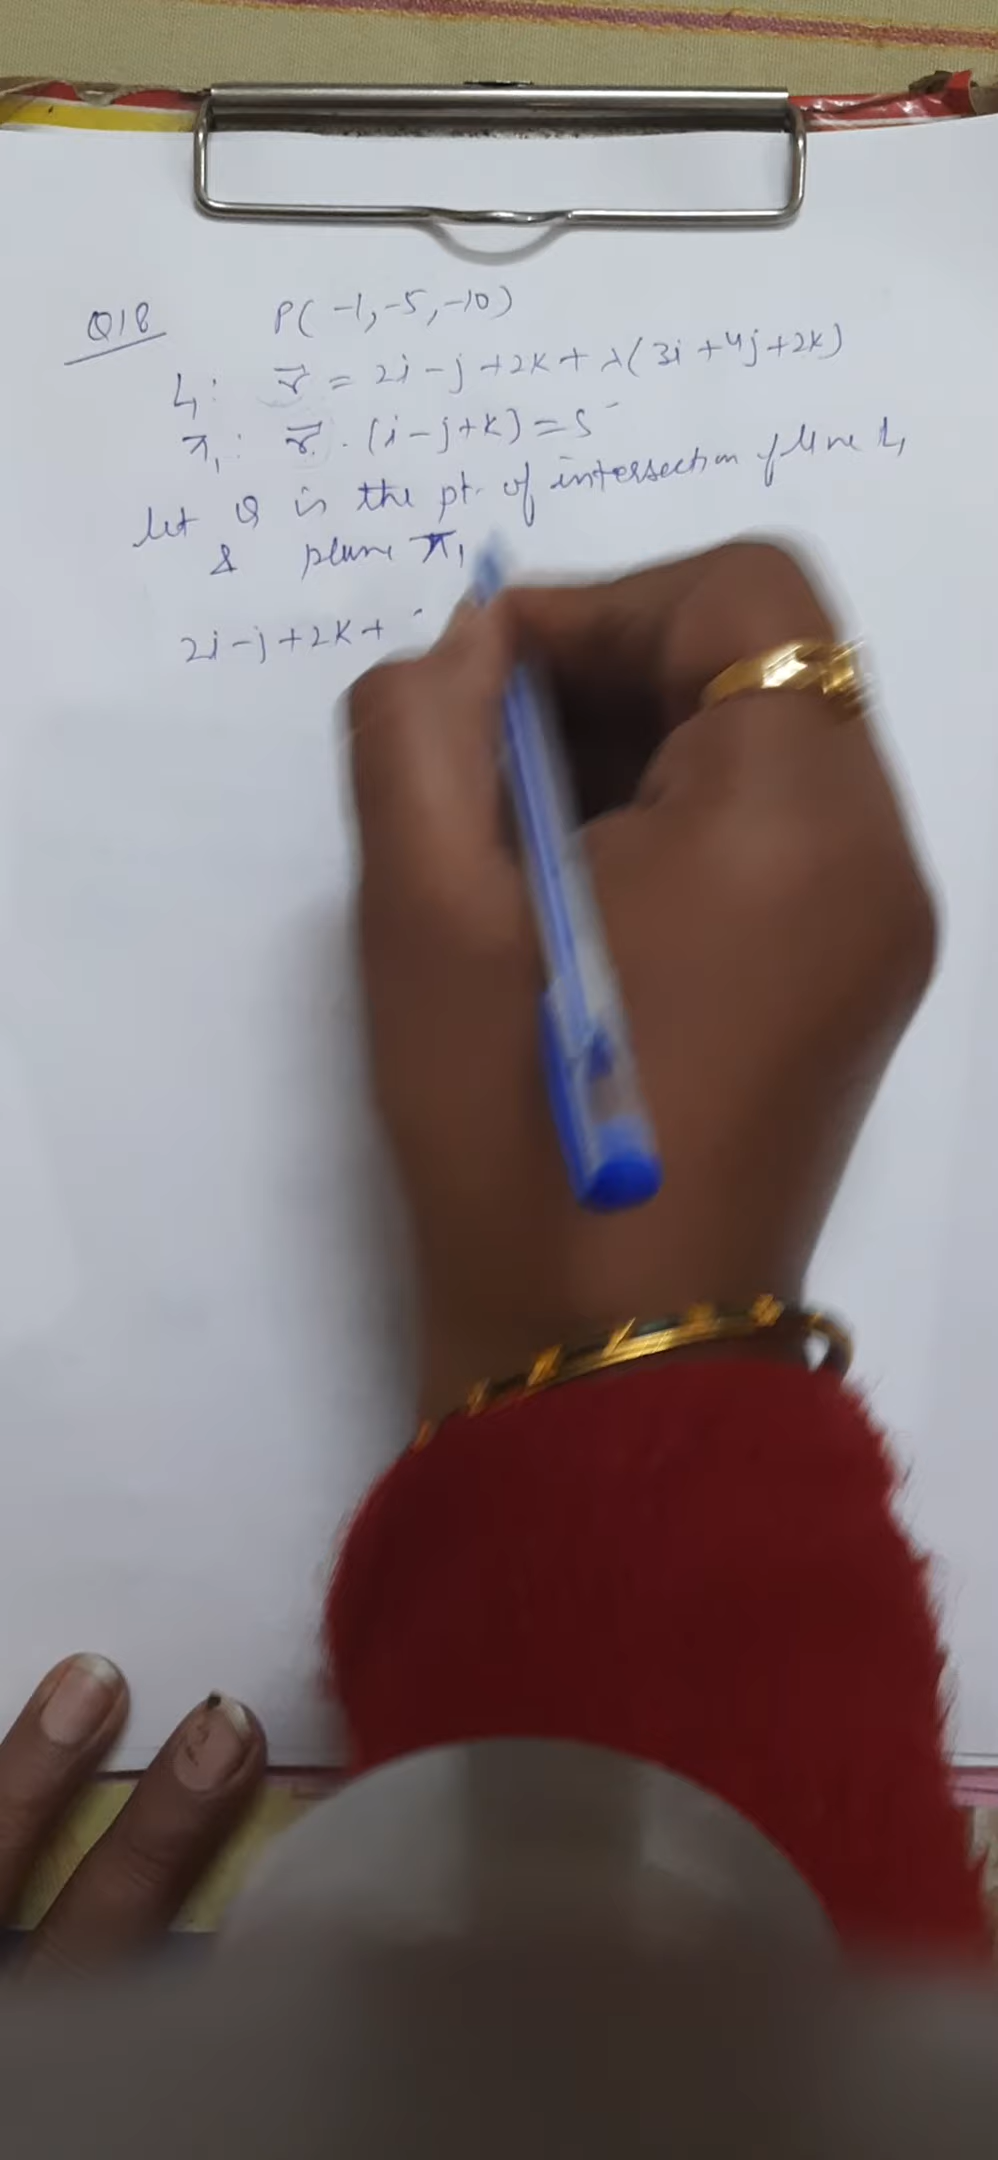 Q18 P(-1,-5,-10)
L₁: r⃗ = 2i-j+2k+λ(3i+4j+2k)
π₁: r⃗.(i-j+k)=5
let Q is the pt. of intersection of line L₁
& plane π₁
2i-j+2k+